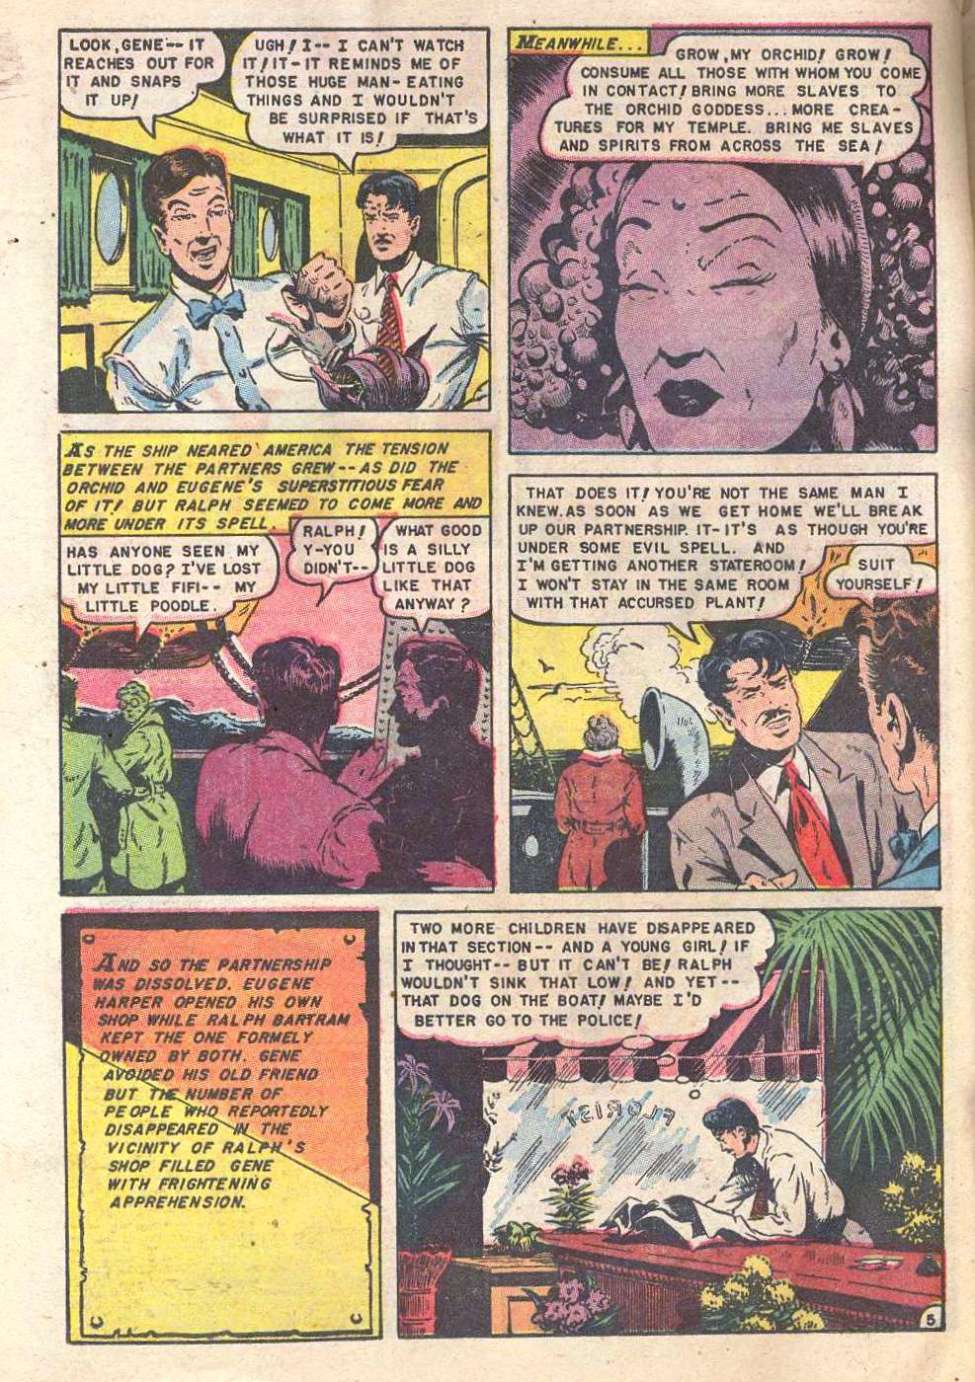 LOOK, GENE-- IT
REACHES OUT FOR
IT AND SNAPS
IT UP!
UGH! I-- I CAN'T WATCH
IT! IT- IT REMINDS ME OF
THOSE HUGE MAN-EATING
THINGS AND I WOULDN'T
BE SURPRISED IF THAT'S
WHAT IT IS!
MEANWHILE...
GROW, MY ORCHID! GROW!
CONSUME ALL THOSE WITH WHOM YOU COME
IN CONTACT! BRING MORE SLAVES TO
THE ORCHID GODDESS... MORE CREA-
TURES FOR MY TEMPLE. BRING ME SLAVES
AND SPIRITS FROM ACROSS THE SEA!
AS THE SHIP NEARED AMERICA THE TENSION
BETWEEN THE PARTNERS GREW-- AS DID THE
ORCHID AND EUGENE'S SUPERSTITIOUS FEAR
OF IT! BUT RALPH SEEMED TO COME MORE AND
MORE UNDER ITS SPELL.
HAS ANYONE SEEN MY
LITTLE DOG? I'VE LOST
MY LITTLE FIFI-- MY
LITTLE POODLE.
RALPH!
Y-YOU
DIDN'T--
WHAT GOOD
IS A SILLY
LITTLE DOG
LIKE THAT
ANYWAY?
THAT DOES IT! YOU'RE NOT THE SAME MAN I
KNEW. AS SOON AS WE GET HOME WE'LL BREAK
UP OUR PARTNERSHIP. IT- IT'S AS THOUGH YOU'RE
UNDER SOME EVIL SPELL. AND
I'M GETTING ANOTHER STATEROOM!
I WON'T STAY IN THE SAME ROOM
WITH THAT ACCURSED PLANT!
SUIT
YOURSELF!
AND SO THE PARTNERSHIP
WAS DISSOLVED. EUGENE
HARPER OPENED HIS OWN
SHOP WHILE RALPH BARTRAM
KEPT THE ONE FORMELY
OWNED BY BOTH. GENE
AVOIDED HIS OLD FRIEND
BUT THE NUMBER OF
PEOPLE WHO REPORTEDLY
DISAPPEARED IN THE
VICINITY OF RALPH'S
SHOP FILLED GENE
WITH FRIGHTENING
APPREHENSION.
TWO MORE CHILDREN HAVE DISAPPEARED
IN THAT SECTION-- AND A YOUNG GIRL! IF
I THOUGHT-- BUT IT CAN'T BE! RALPH
WOULDN'T SINK THAT LOW! AND YET--
THAT DOG ON THE BOAT! MAYBE I'D
BETTER GO TO THE POLICE!
FLORIST
5